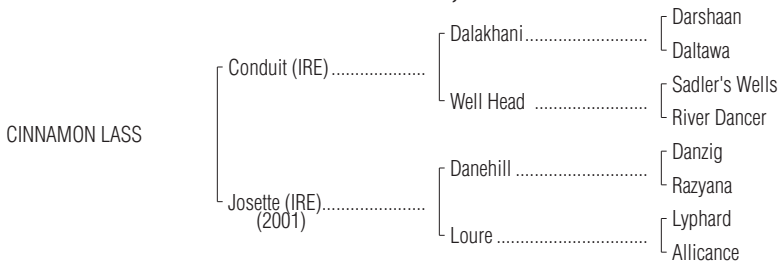 Darshaan
Dalakhani..............................
Daltawa
Conduit (IRE)....................
Sadler's Wells
Well Head ............................
River Dancer
CINNAMON LASS
Danzig
Danehill .................................
Razyana
Josette (IRE)......................
(2001)
Lyphard
Loure .....................................
Allicance